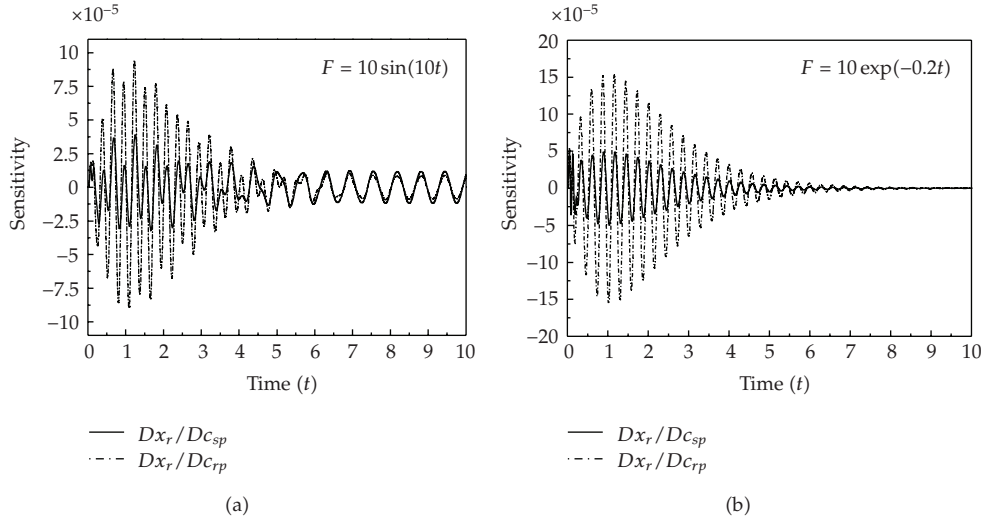 ×10⁻⁵
10
7.5
5
2.5
0
−2.5
−5
−7.5
−10
Sensitivity
F = 10 sin(10t)
0 1 2 3 4 5 6 7 8 9 10
Time (t)
Dx_r/Dc_sp
Dx_r/Dc_rp
(a)
×10⁻⁵
20
15
10
5
0
−5
−10
−15
−20
Sensitivity
F = 10 exp(−0.2t)
0 1 2 3 4 5 6 7 8 9 10
Time (t)
Dx_r/Dc_sp
Dx_r/Dc_rp
(b)